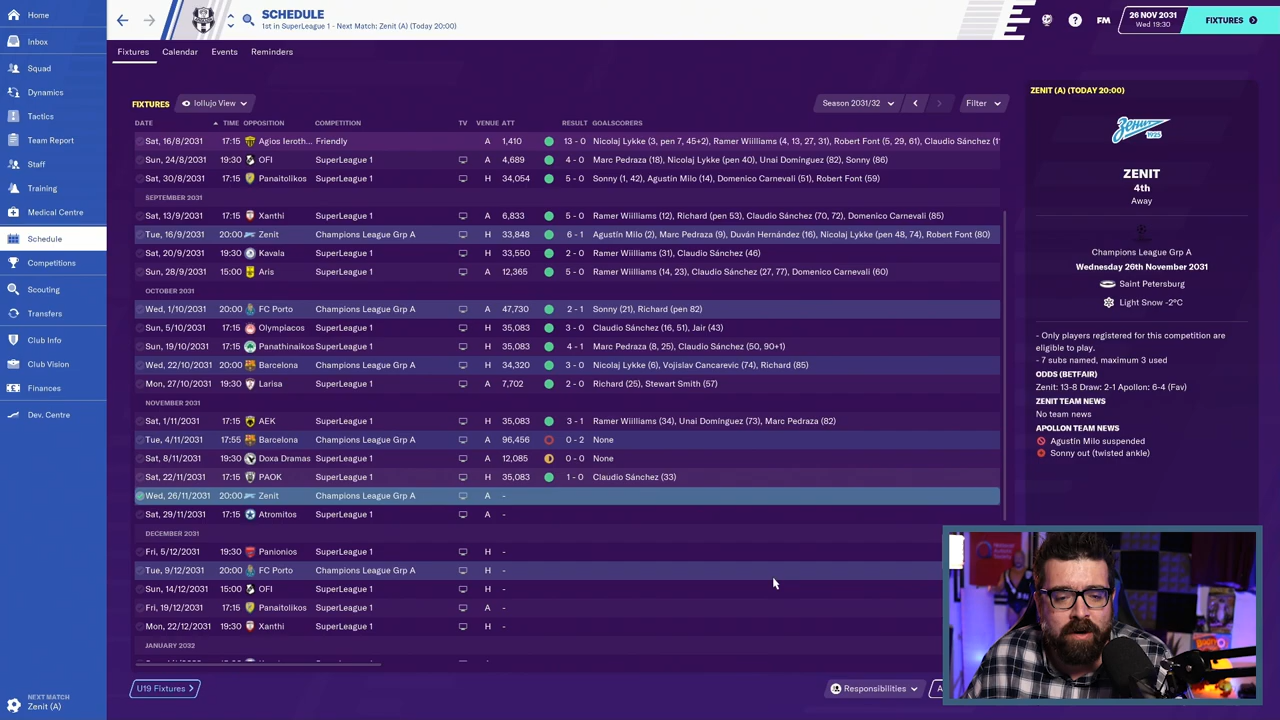 Home
Inbox
Squad
Dynamics
Tactics
Team Report
Staff
Training
Medical Centre
Schedule
Competitions
Scouting
Transfers
Club Info
Club Vision
Finances
Dev. Centre
NEXT MATCH
Zenit (A)
SCHEDULE
1st in SuperLeague 1 - Next Match: Zenit (A) (Today 20:00)
? FM
26 NOV 2031
Wed 19:30
FIXTURES
Fixtures Calendar Events Reminders
FIXTURES lollujo View Season 2031/32 Filter
DATE TIME OPPOSITION COMPETITION TV VENUE ATT RESULT GOALSCORERS
Sat, 16/8/2031 17:15 Agios Ieroth... Friendly A 1,410 13 - 0 Nicolaj Lykke (3, pen 7, 45+2), Ramer Williams (4, 13, 27, 31), Robert Font (5, 29, 61), Claudio Sánchez (1
Sun, 24/8/2031 19:30 OFI SuperLeague 1 A 4,689 4 - 0 Marc Pedraza (18), Nicolaj Lykke (pen 40), Unai Domínguez (82), Sonny (86)
Sat, 30/8/2031 17:15 Panaitolikos SuperLeague 1 H 34,054 5 - 0 Sonny (1, 42), Agustín Milo (14), Domenico Carnevali (51), Robert Font (59)
SEPTEMBER 2031
Sat, 13/9/2031 17:15 Xanthi SuperLeague 1 A 6,833 5 - 0 Ramer Williams (12), Richard (pen 53), Claudio Sánchez (70, 72), Domenico Carnevali (85)
Tue, 16/9/2031 20:00 Zenit Champions League Grp A H 33,848 6 - 1 Agustín Milo (2), Marc Pedraza (9), Duván Hernández (16), Nicolaj Lykke (pen 48, 74), Robert Font (80)
Sat, 20/9/2031 19:30 Kavala SuperLeague 1 H 33,550 2 - 0 Ramer Williams (31), Claudio Sánchez (46)
Sun, 28/9/2031 15:00 Aris SuperLeague 1 A 12,365 5 - 0 Ramer Williams (14, 23), Claudio Sánchez (27, 77), Domenico Carnevali (60)
OCTOBER 2031
Wed, 1/10/2031 20:00 FC Porto Champions League Grp A A 47,730 2 - 1 Sonny (21), Richard (pen 82)
Sun, 5/10/2031 17:15 Olympiacos SuperLeague 1 H 35,083 3 - 0 Claudio Sánchez (16, 51), Jair (43)
Sun, 19/10/2031 17:15 Panathinaikos SuperLeague 1 H 35,083 4 - 1 Marc Pedraza (8, 25), Claudio Sánchez (50, 90+1)
Wed, 22/10/2031 20:00 Barcelona Champions League Grp A H 34,320 3 - 0 Nicolaj Lykke (6), Vojislav Cancarevic (74), Richard (85)
Mon, 27/10/2031 19:30 Larisa SuperLeague 1 A 7,702 2 - 0 Richard (25), Stewart Smith (57)
NOVEMBER 2031
Sat, 1/11/2031 17:15 AEK SuperLeague 1 H 35,083 3 - 1 Ramer Williams (34), Unai Domínguez (73), Marc Pedraza (82)
Tue, 4/11/2031 17:55 Barcelona Champions League Grp A A 96,456 0 - 2 None
Sat, 8/11/2031 19:30 Doxa Dramas SuperLeague 1 A 12,085 0 - 0 None
Sat, 22/11/2031 17:15 PAOK SuperLeague 1 H 35,083 1 - 0 Claudio Sánchez (33)
Wed, 26/11/2031 20:00 Zenit Champions League Grp A A -
Sat, 29/11/2031 17:15 Atromitos SuperLeague 1 A -
DECEMBER 2031
Fri, 5/12/2031 19:30 Panionios SuperLeague 1 H -
Tue, 9/12/2031 20:00 FC Porto Champions League Grp A H -
Sun, 14/12/2031 15:00 OFI SuperLeague 1 H -
Fri, 19/12/2031 17:15 Panaitolikos SuperLeague 1 A -
Mon, 22/12/2031 19:30 Xanthi SuperLeague 1 H -
JANUARY 2032
U19 Fixtures Responsibilities
ZENIT (A) (TODAY 20:00)
ZENIT
4th
Away
Champions League Grp A
Wednesday 26th November 2031
Saint Petersburg
Light Snow -2°C
- Only players registered for this competition are
eligible to play.
- 7 subs named, maximum 3 used
ODDS (BETFAIR)
Zenit: 13-8 Draw: 2-1 Apollon: 6-4 (Fav)
ZENIT TEAM NEWS
No team news
APOLLON TEAM NEWS
Agustín Milo suspended
Sonny out (twisted ankle)